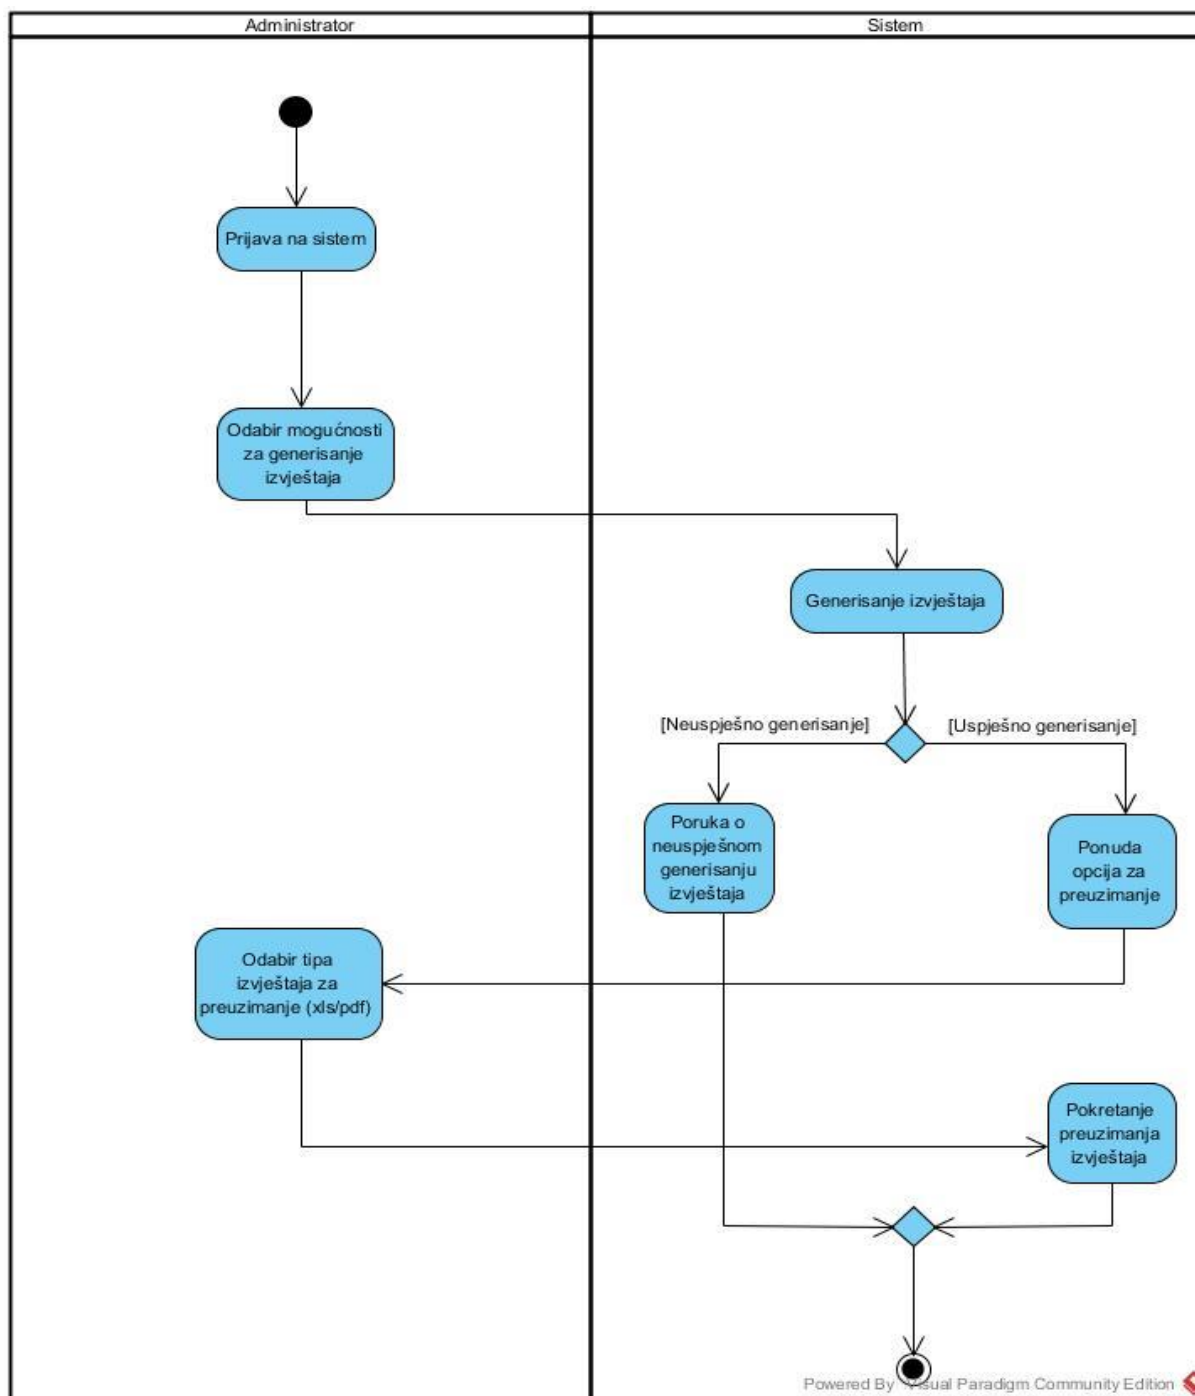 Administrator
Sistem
Prijava na sistem
Odabir mogućnosti
za generisanje
izvještaja
Generisanje izvještaja
[Neuspješno generisanje]
[Uspješno generisanje]
Poruka o
neuspješnom
generisanju
izvještaja
Ponuda
opcija za
preuzimanje
Odabir tipa
izvještaja za
preuzimanje (xls/pdf)
Pokretanje
preuzimanja
izvještaja
Powered By Visual Paradigm Community Edition